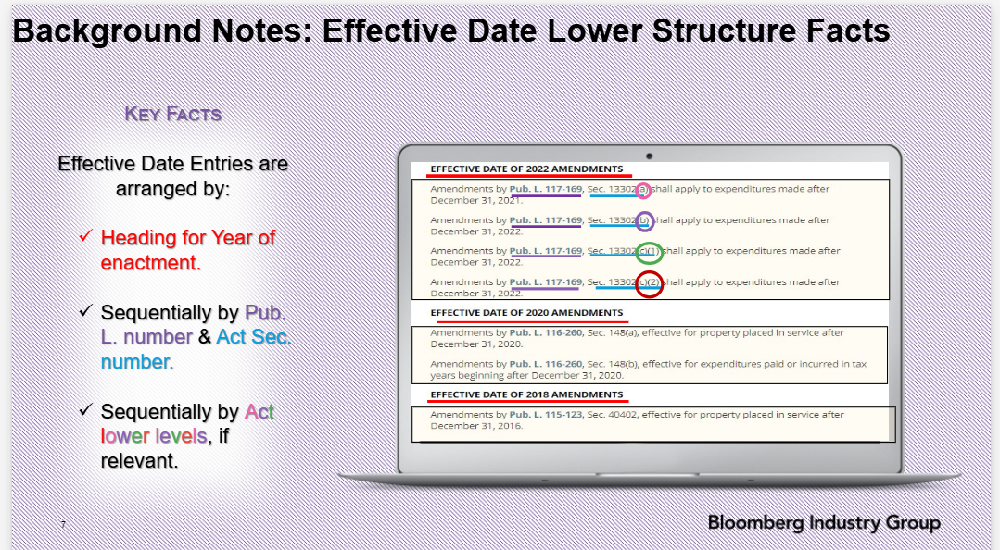 Background Notes: Effective Date Lower Structure Facts
KEY FACTS
Effective Date Entries are
arranged by:
✓ Heading for Year of
enactment.
✓ Sequentially by Pub.
L. number & Act Sec.
number.
✓ Sequentially by Act
lower levels, if
relevant.
EFFECTIVE DATE OF 2022 AMENDMENTS
Amendments by Pub. L. 117-169, Sec. 13302(a) shall apply to expenditures made after
December 31, 2021.
Amendments by Pub. L. 117-169, Sec. 13302(b) shall apply to expenditures made after
December 31, 2022.
Amendments by Pub. L. 117-169, Sec. 13302(c)(1) shall apply to expenditures made after
December 31, 2022.
Amendments by Pub. L. 117-169, Sec. 13302(c)(2) shall apply to expenditures made after
December 31, 2022.
EFFECTIVE DATE OF 2020 AMENDMENTS
Amendments by Pub. L. 116-260, Sec. 148(a), effective for property placed in service after
December 31, 2020.
Amendments by Pub. L. 116-260, Sec. 148(b), effective for expenditures paid or incurred in tax
years beginning after December 31, 2020.
EFFECTIVE DATE OF 2018 AMENDMENTS
Amendments by Pub. L. 115-123, Sec. 40402, effective for property placed in service after
December 31, 2016.
7
Bloomberg Industry Group